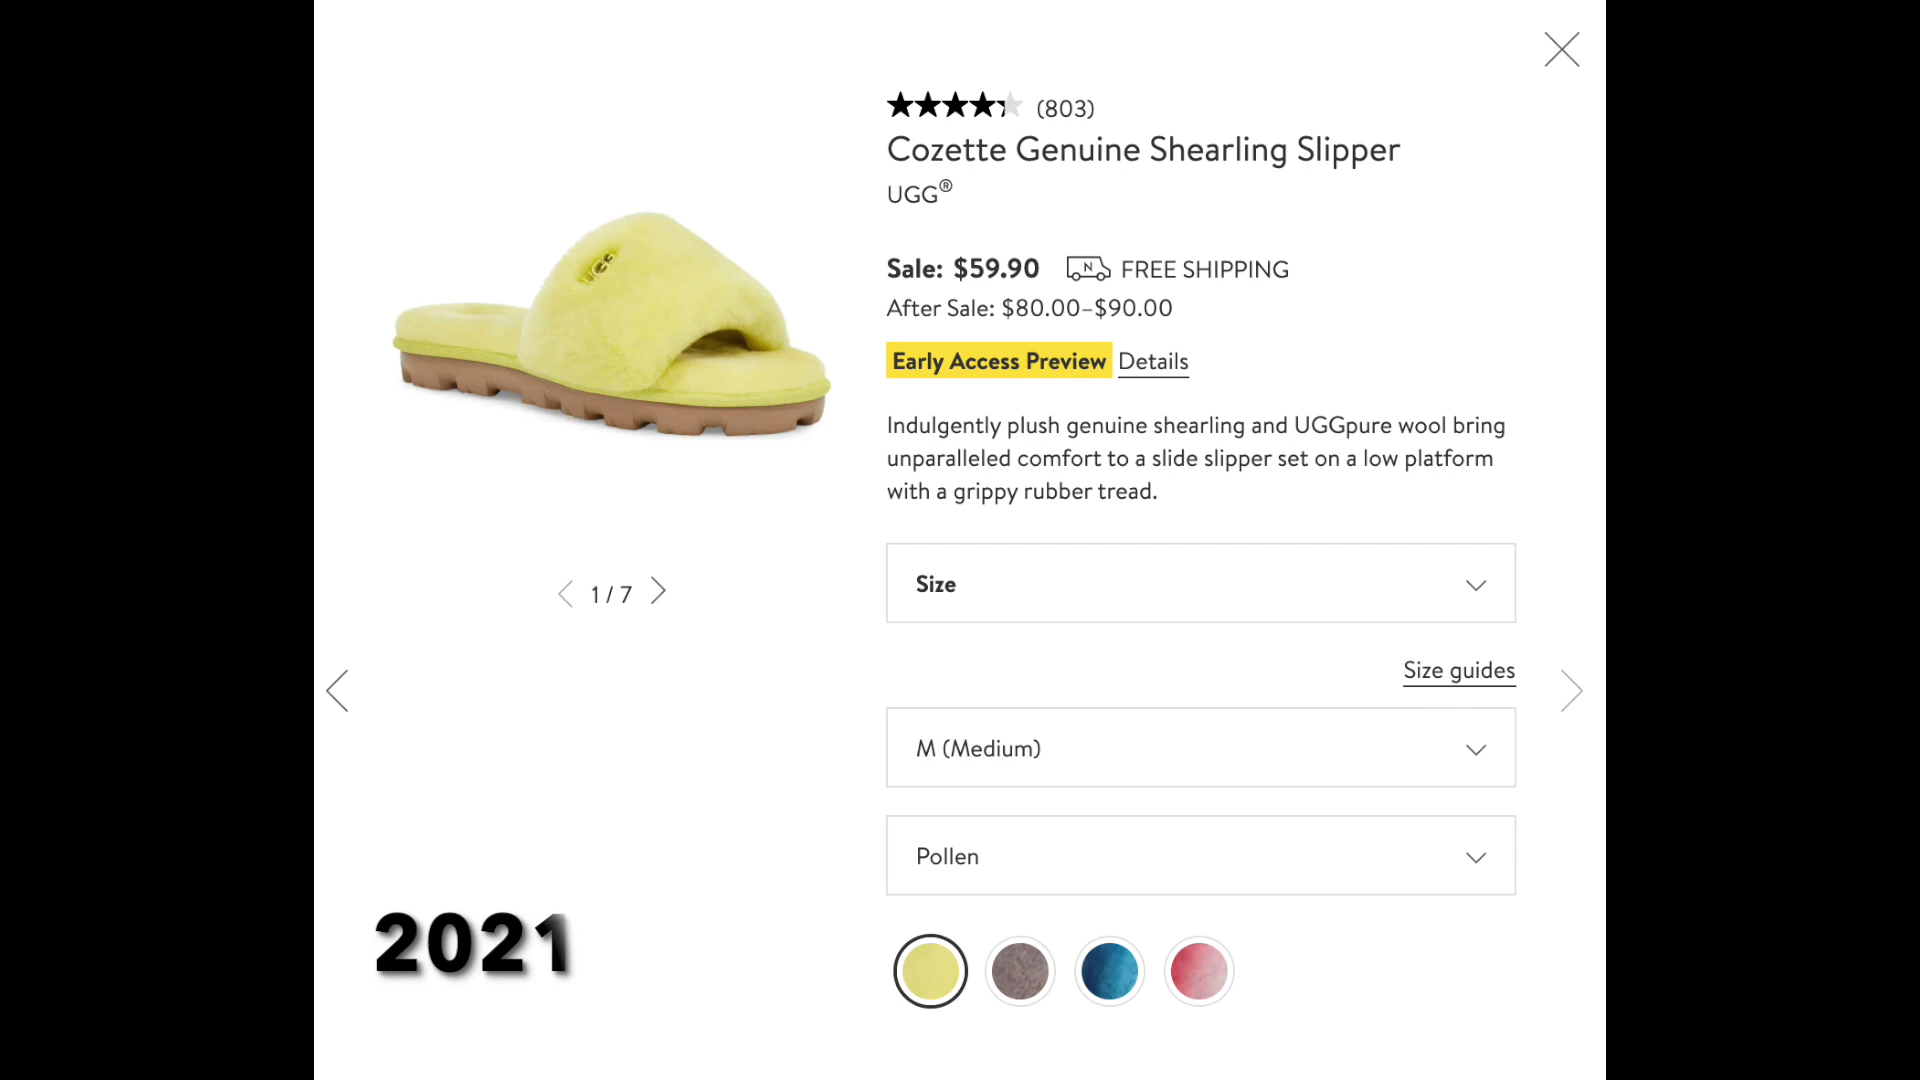 (803)
Cozette Genuine Shearling Slipper
UGG®
Sale: $59.90 N FREE SHIPPING
After Sale: $80.00–$90.00
Early Access Preview Details
Indulgently plush genuine shearling and UGGpure wool bring
unparalleled comfort to a slide slipper set on a low platform
with a grippy rubber tread.
UGG
1 / 7
Size
Size guides
M (Medium)
Pollen
2021